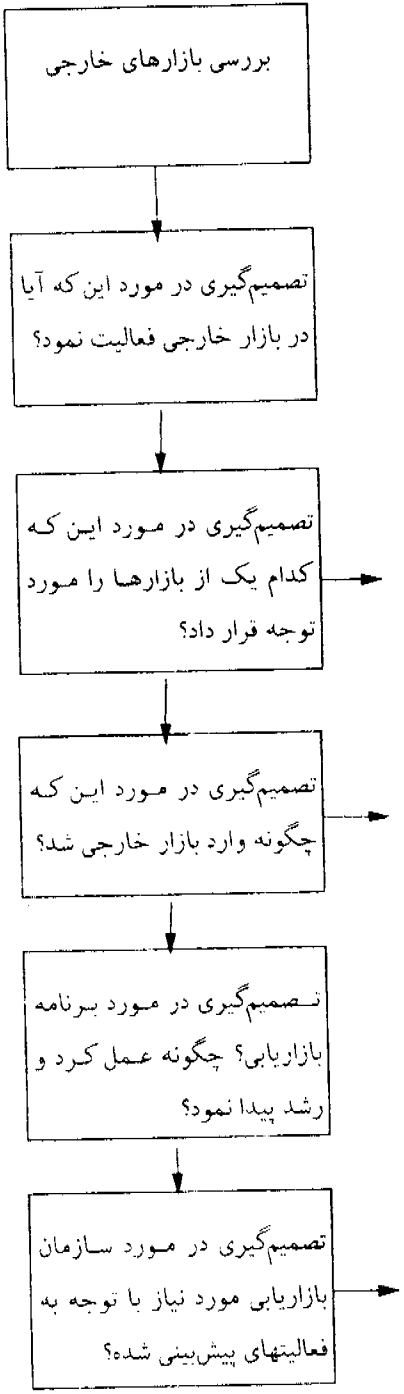 بررسی بازارهای خارجی
تصمیم‌گیری در مورد این که آیا
در بازار خارجی فعالیت نمود؟
تصمیم‌گیری در مورد این که
کدام یک از بازارها را مورد
توجه قرار داد؟
تصمیم‌گیری در مورد این که
چگونه وارد بازار خارجی شد؟
تصمیم‌گیری در مورد برنامه
بازاریابی؟ چگونه عمل کرد و
رشد پیدا نمود؟
تصمیم‌گیری در مورد سازمان
بازاریابی مورد نیاز با توجه به
فعالیتهای پیش‌بینی شده؟